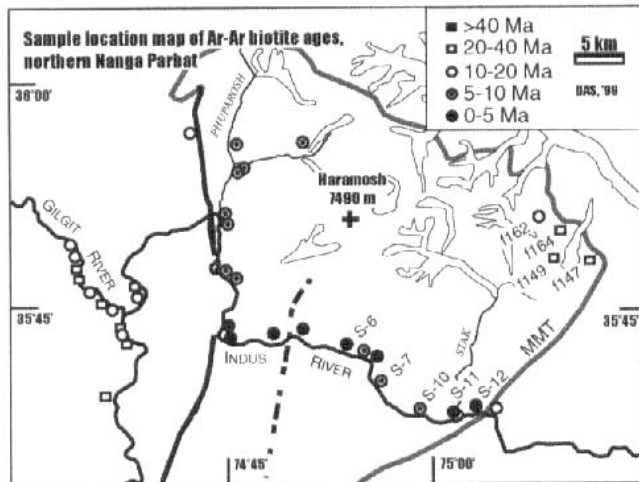 Sample location map of Ar-Ar biotite ages,
northern Nanga Parbat
>40 Ma
20-40 Ma
10-20 Ma
5-10 Ma
0-5 Ma
5 km
DAS, '99
36°00'
PHUPAROSH
Haramosh
7490 m
GILGIT
RIVER
f162
f164
f149
f147
35°45'
35°45'
INDUS
RIVER
S-6
S-7
S-10
S-11
S-12
STAK
MMT
74°45'
75°00'